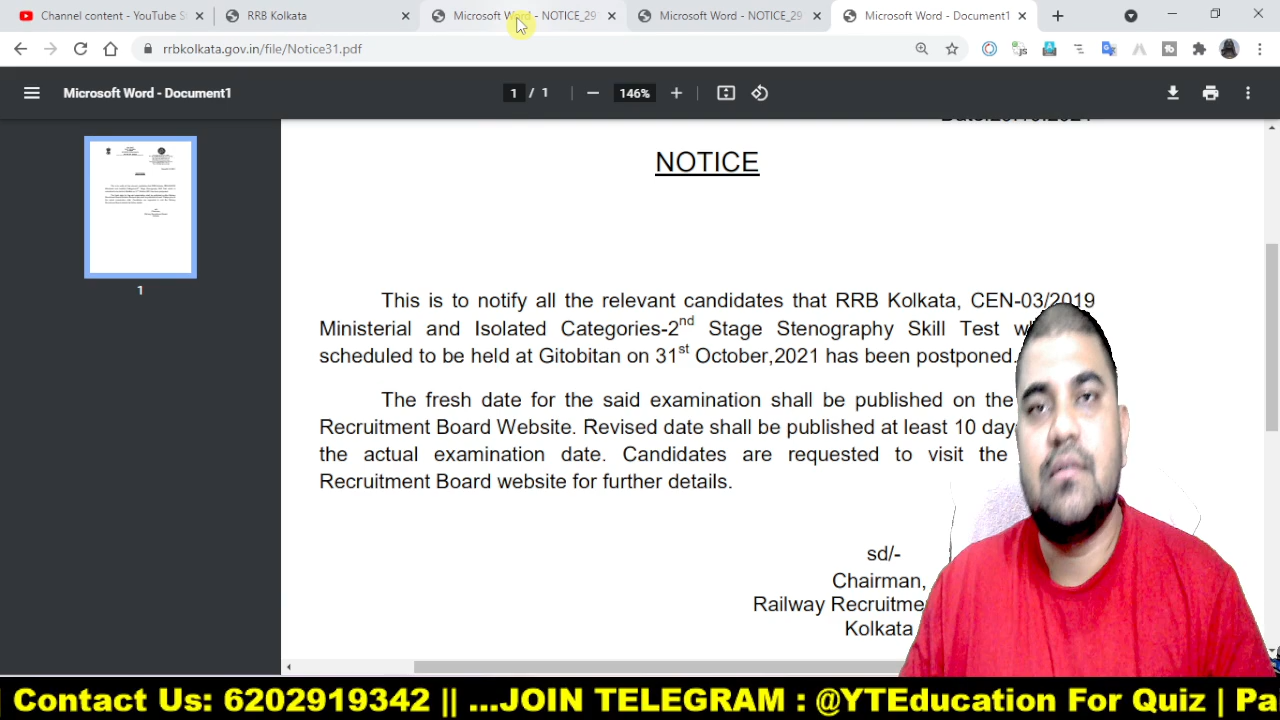 Channel content - YouTube S
RRB Kolkata
Microsoft Word - NOTICE_29
Microsoft Word - NOTICE_29
Microsoft Word - Document1
rrbkolkata.gov.in/file/Notice31.pdf
Microsoft Word - Document1
1 / 1
146%
1
NOTICE
This is to notify all the relevant candidates that RRB Kolkata, CEN-03/2019
Ministerial and Isolated Categories-2nd Stage Stenography Skill Test
scheduled to be held at Gitobitan on 31st October,2021 has been postponed.
The fresh date for the said examination shall be published on the
Recruitment Board Website. Revised date shall be published at least 10 day
the actual examination date. Candidates are requested to visit the
Recruitment Board website for further details.
sd/-
Chairman,
Railway Recruitme
Kolkata
Contact Us: 6202919342 || ...JOIN TELEGRAM : @YTEducation For Quiz | Pa